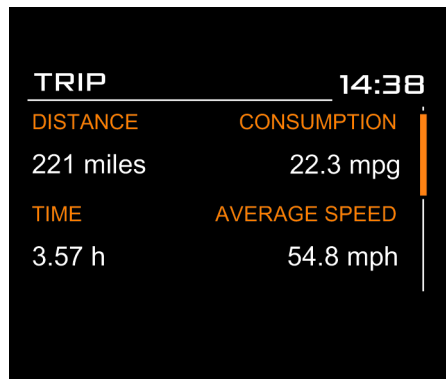 TRIP 14:38
DISTANCE CONSUMPTION
221 miles 22.3 mpg
TIME AVERAGE SPEED
3.57 h 54.8 mph